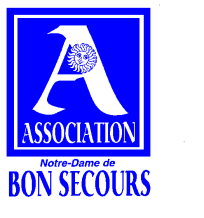 A
ASSOCIATION
Notre-Dame de
BON SECOURS